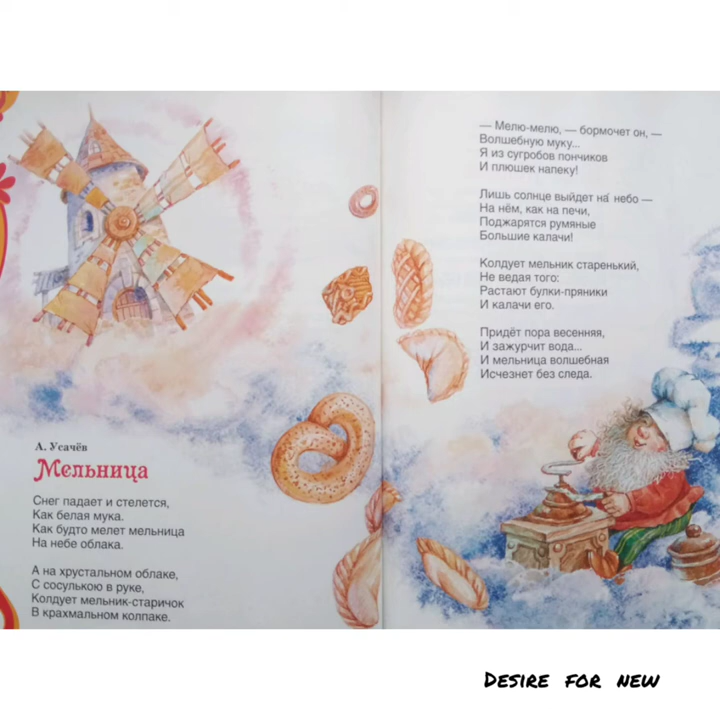 А. Усачёв
Мельница
Снег падает и стелется,
Как белая мука.
Как будто мелет мельница
На небе облака.
А на хрустальном облаке,
С сосулькою в руке,
Колдует мельник-старичок
В крахмальном колпаке.
— Мелю-мелю, — бормочет он, —
Волшебную муку...
Я из сугробов пончиков
И плюшек напеку!
Лишь солнце выйдет на́ небо —
На нём, как на печи,
Поджарятся румяные
Большие калачи!
Колдует мельник старенький,
Не ведая того:
Растают булки-пряники
И калачи его.
Придёт пора весенняя,
И зажурчит вода...
И мельница волшебная
Исчезнет без следа.
Desire for new